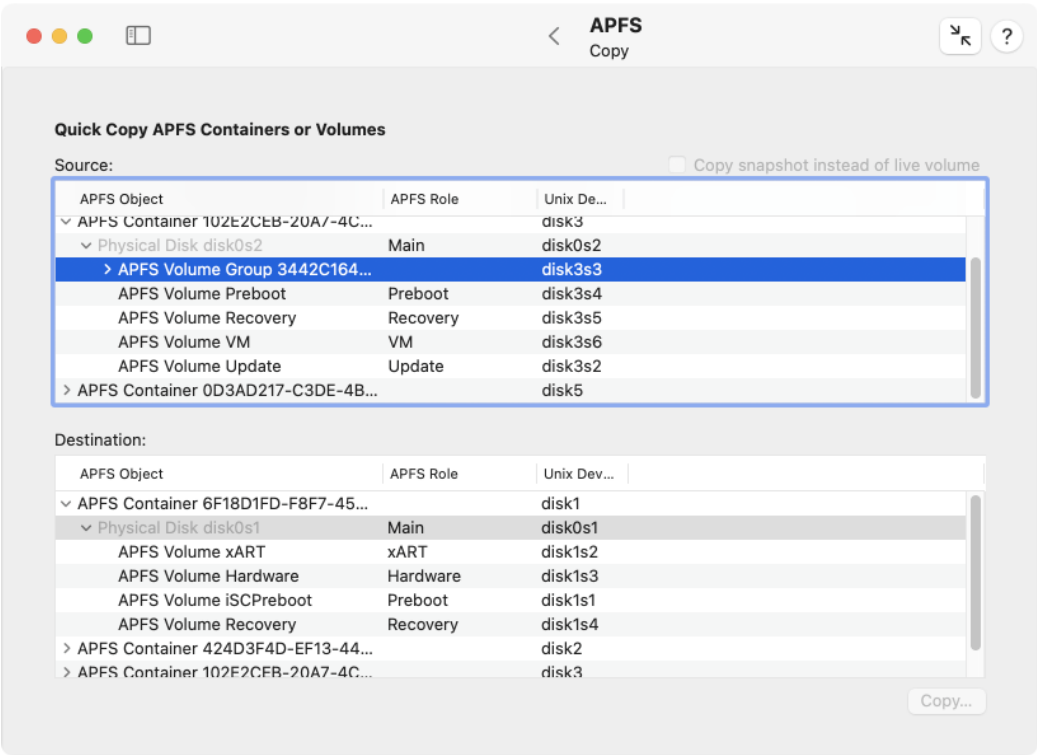 APFS
Copy
?
Quick Copy APFS Containers or Volumes
Source:
Copy snapshot instead of live volume
APFS Object APFS Role Unix De...
APFS Container 102E2CEB-20A7-4C... disk3
Physical Disk disk0s2 Main disk0s2
APFS Volume Group 3442C164... disk3s3
APFS Volume Preboot Preboot disk3s4
APFS Volume Recovery Recovery disk3s5
APFS Volume VM VM disk3s6
APFS Volume Update Update disk3s2
APFS Container 0D3AD217-C3DE-4B... disk5
Destination:
APFS Object APFS Role Unix Dev...
APFS Container 6F18D1FD-F8F7-45... disk1
Physical Disk disk0s1 Main disk0s1
APFS Volume xART xART disk1s2
APFS Volume Hardware Hardware disk1s3
APFS Volume iSCPreboot Preboot disk1s1
APFS Volume Recovery Recovery disk1s4
APFS Container 424D3F4D-EF13-44... disk2
APFS Container 102E2CEB-20A7-4C... disk3
Copy...